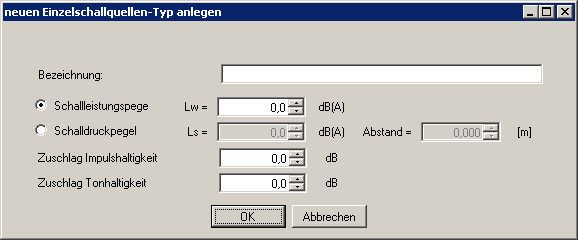 neuen Einzelschallquellen-Typ anlegen
Bezeichnung:
Schallleistungspege Lw = 0,0 dB(A)
Schalldruckpegel Ls = 0,0 dB(A) Abstand = 0,000 [m]
Zuschlag Impulshaltigkeit 0,0 dB
Zuschlag Tonhaltigkeit 0,0 dB
OK Abbrechen